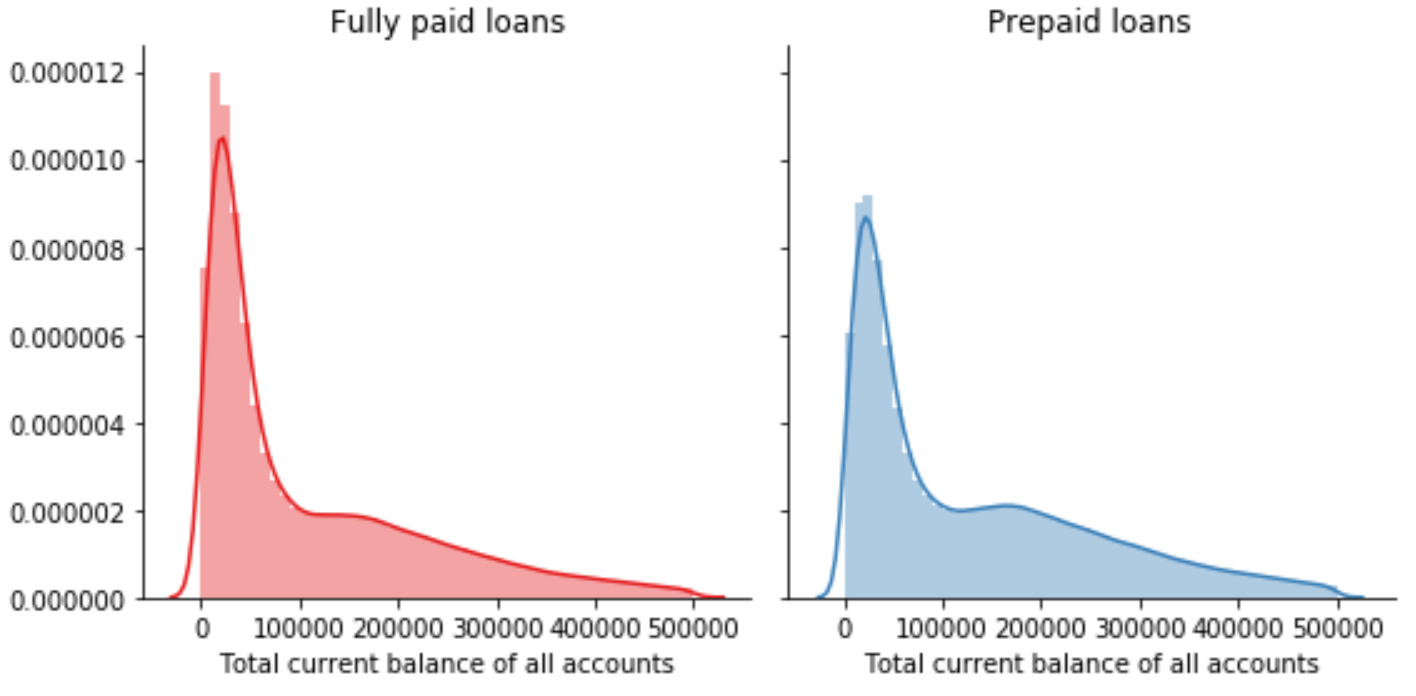 Fully paid loans
Prepaid loans
0.000012
0.000010
0.000008
0.000006
0.000004
0.000002
0.000000
0 100000 200000 300000 400000 500000
0 100000 200000 300000 400000 500000
Total current balance of all accounts
Total current balance of all accounts